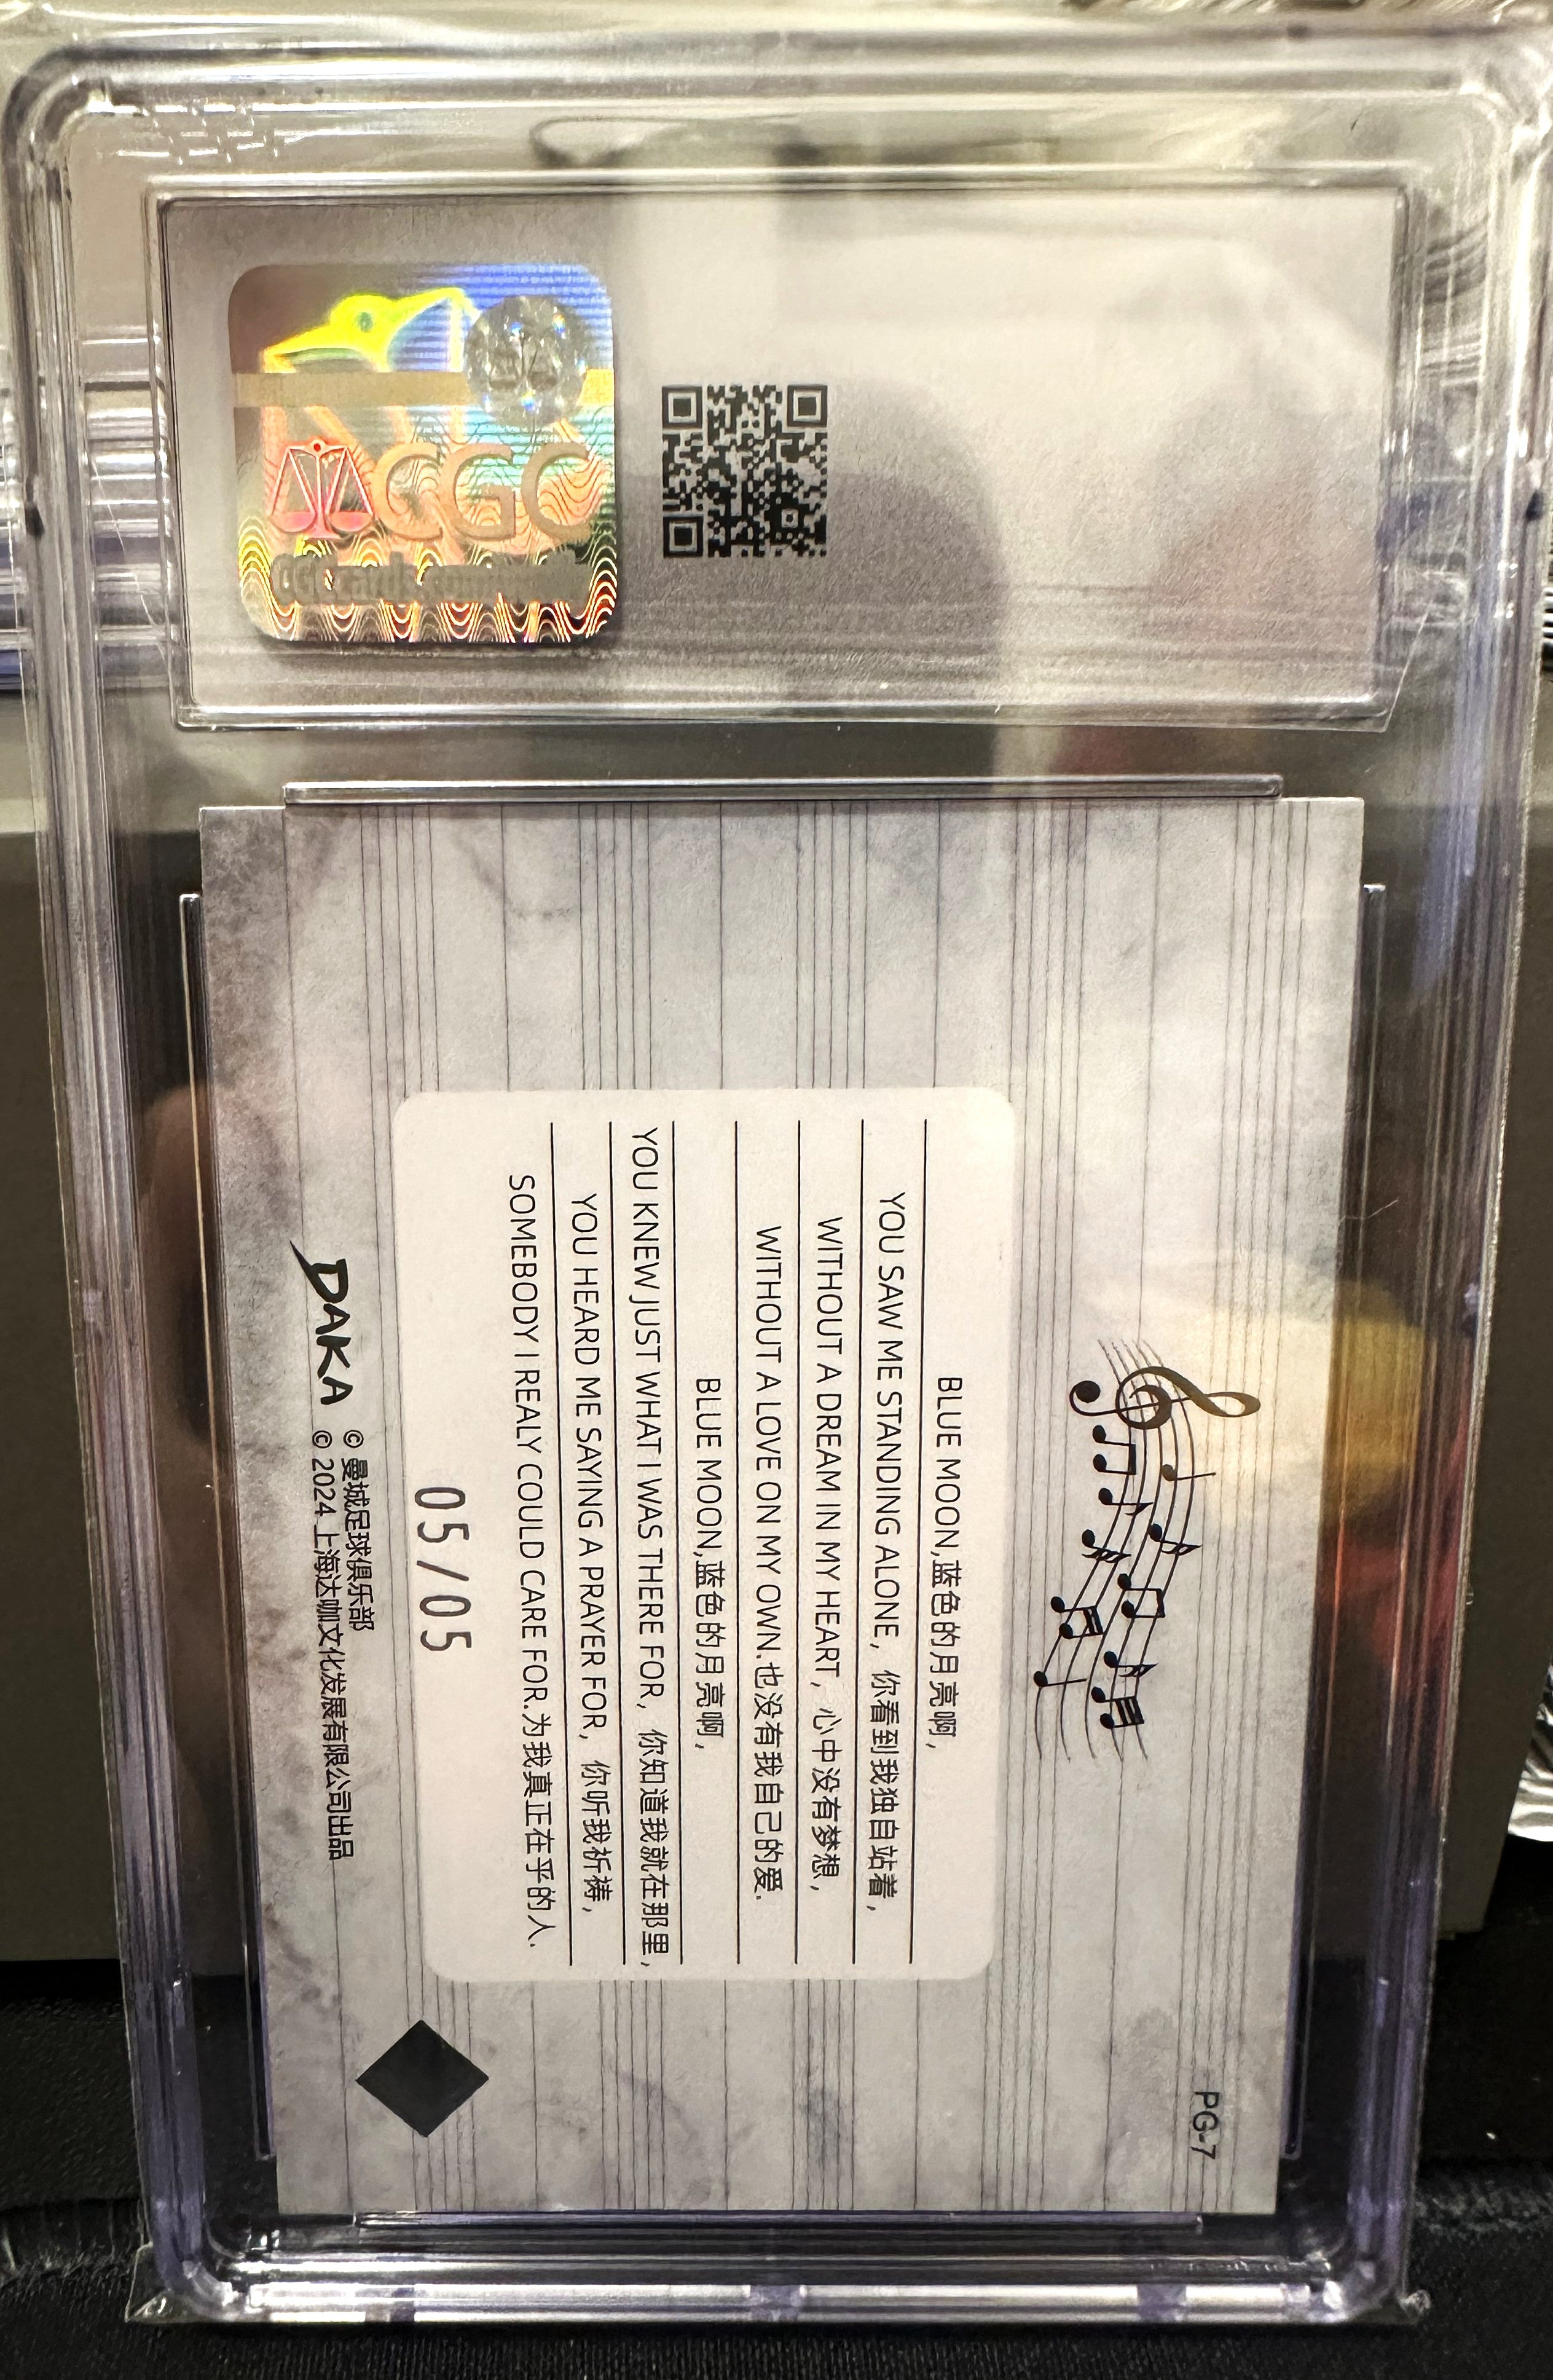 CGC
PG-7
BLUE MOON,蓝色的月亮啊,
YOU SAW ME STANDING ALONE, 你看到我独自站着,
WITHOUT A DREAM IN MY HEART, 心中没有梦想,
WITHOUT A LOVE ON MY OWN.也没有我自己的爱.
BLUE MOON,蓝色的月亮啊,
YOU KNEW JUST WHAT I WAS THERE FOR, 你知道我就在那里,
YOU HEARD ME SAYING A PRAYER FOR, 你听我祈祷,
SOMEBODY I REALY COULD CARE FOR.为我真正在乎的人.
05/05
DAKA
© 曼城足球俱乐部
© 2024 上海达咖文化发展有限公司出品